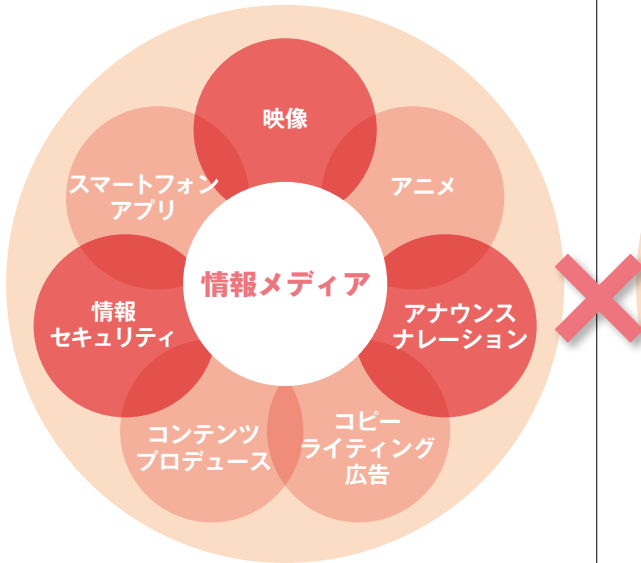 映像
アニメ
スマートフォン
アプリ
情報メディア
情報
セキュリティ
アナウンス
ナレーション
コンテンツ
プロデュース
コピー
ライティング
広告